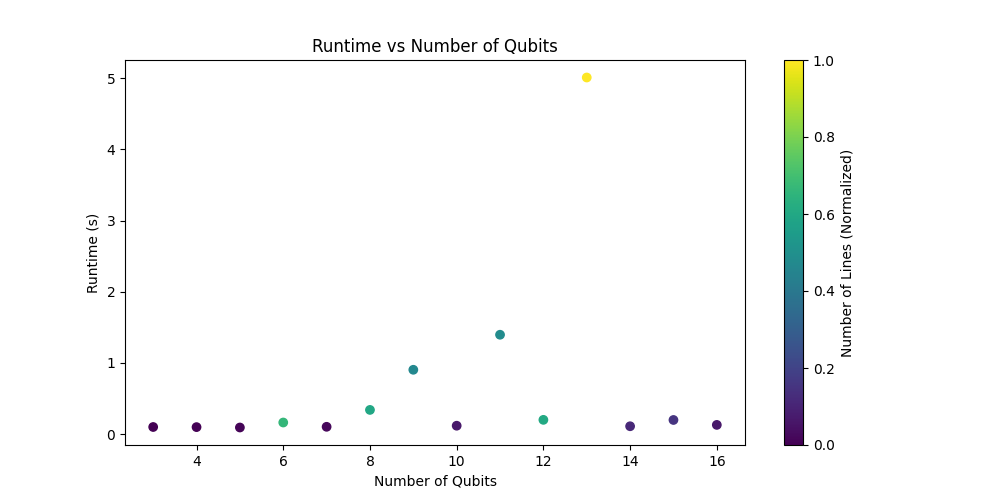 Runtime vs Number of Qubits
Runtime (s)
5
4
3
2
1
0
4 6 8 10 12 14 16
Number of Qubits
1.0
0.8
0.6
0.4
0.2
0.0
Number of Lines (Normalized)